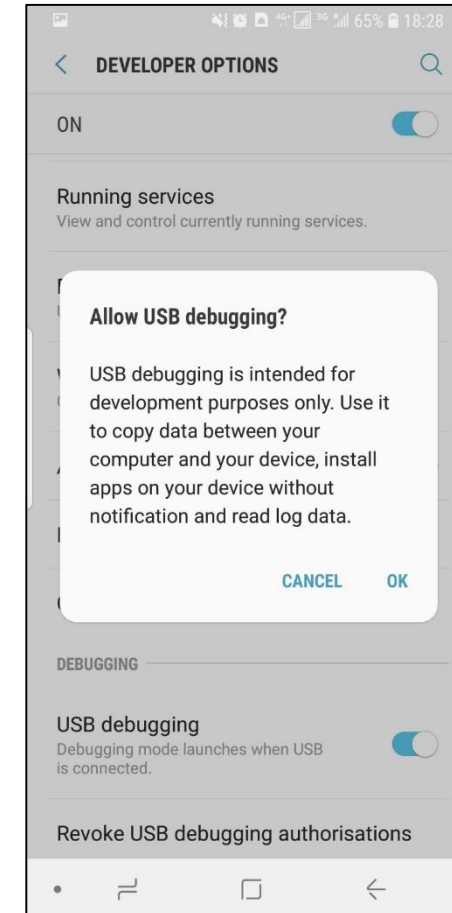 4G+ 3G 65% 18:28
DEVELOPER OPTIONS
ON
Running services
View and control currently running services.
Allow USB debugging?
USB debugging is intended for
development purposes only. Use it
to copy data between your
computer and your device, install
apps on your device without
notification and read log data.
CANCEL OK
DEBUGGING
USB debugging
Debugging mode launches when USB
is connected.
Revoke USB debugging authorisations